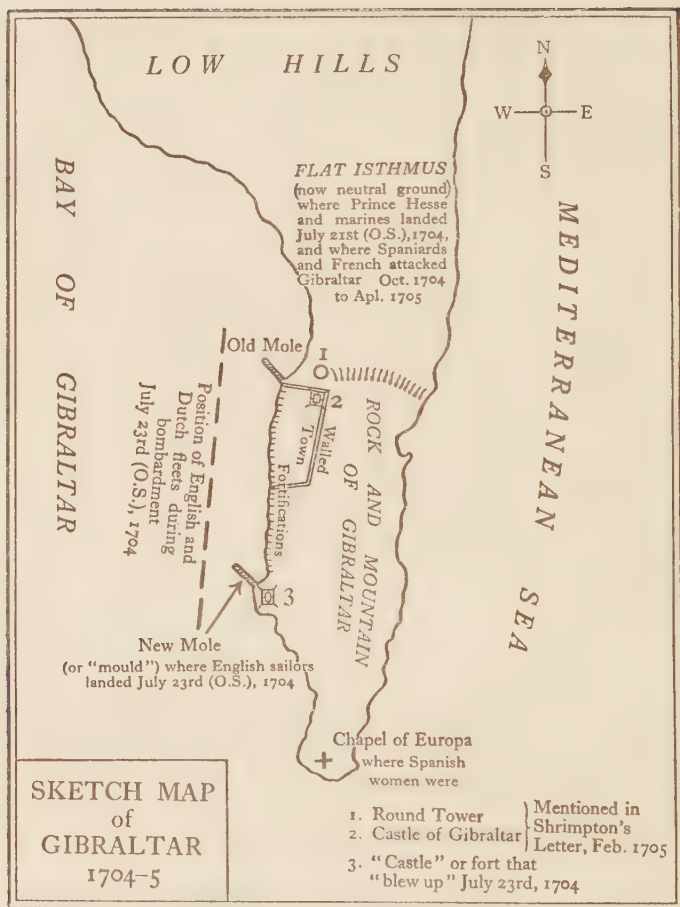 LOW HILLS
N
W E
S
BAY OF GIBRALTAR
FLAT ISTHMUS
(now neutral ground)
where Prince Hesse
and marines landed
July 21st (O.S.), 1704,
and where Spaniards
and French attacked
Gibraltar Oct. 1704
to Apl. 1705
MEDITERRANEAN SEA
Old Mole
1
2
Position of English and
Dutch fleets during
bombardment
July 23rd (O.S.), 1704
Walled
Town
Fortifications
ROCK AND MOUNTAIN
OF GIBRALTAR
3
New Mole
(or "mould") where English sailors
landed July 23rd (O.S.), 1704
Chapel of Europa
where Spanish
women were
SKETCH MAP
of
GIBRALTAR
1704-5
1. Round Tower
2. Castle of Gibraltar
Mentioned in
Shrimpton's
Letter, Feb. 1705
3. "Castle" or fort that
"blew up" July 23rd, 1704